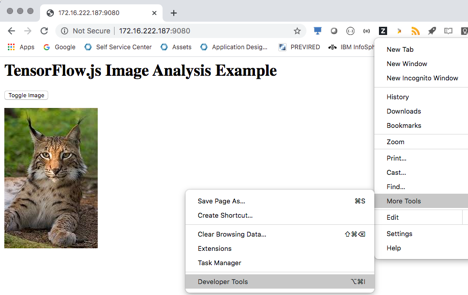 172.16.222.187:9080
Not Secure | 172.16.222.187:9080
Apps Google Self Service Center Assets Application Desig... PREVIRED IBM InfoSph
TensorFlow.js Image Analysis Example
Toggle Image
New Tab
New Window
New Incognito Window
History
Downloads
Bookmarks
Zoom
Print...
Cast...
Find...
More Tools
Edit
Settings
Help
Save Page As... ⌘S
Create Shortcut...
Clear Browsing Data... ⇧⌘⌫
Extensions
Task Manager
Developer Tools ⌥⌘I